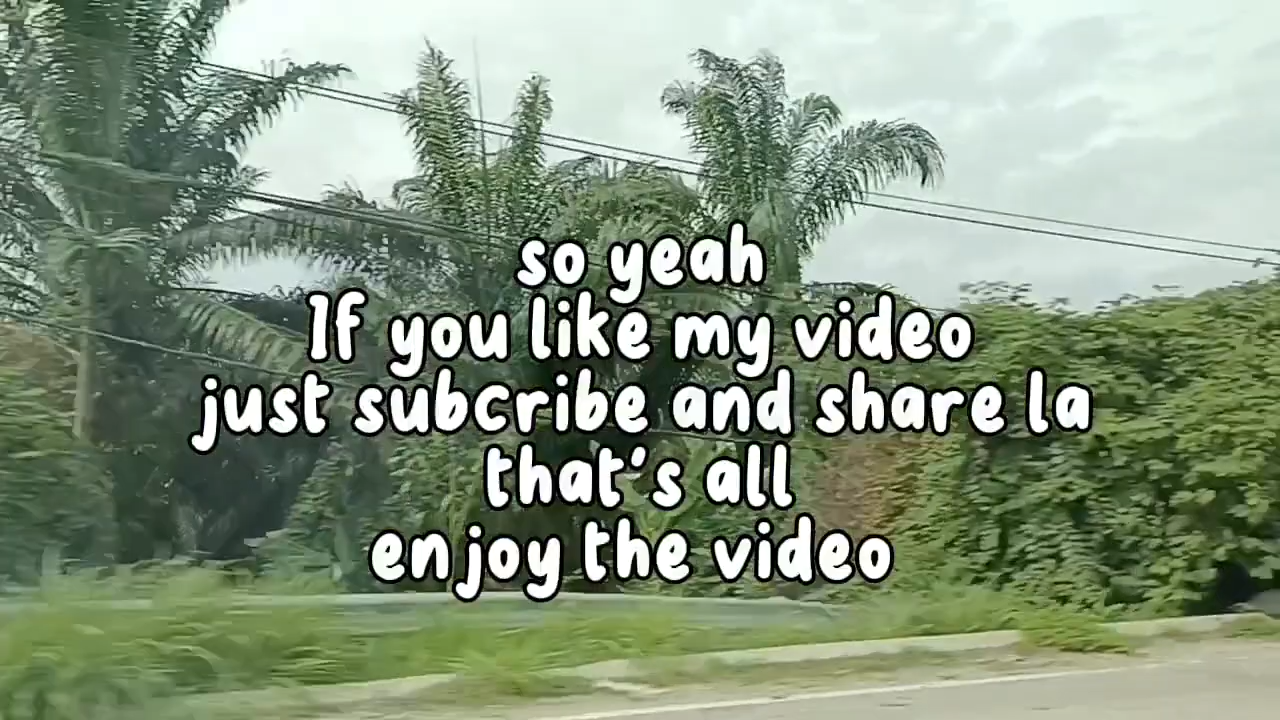 so yeah
If you like my video
just subcribe and share la
that's all
enjoy the video